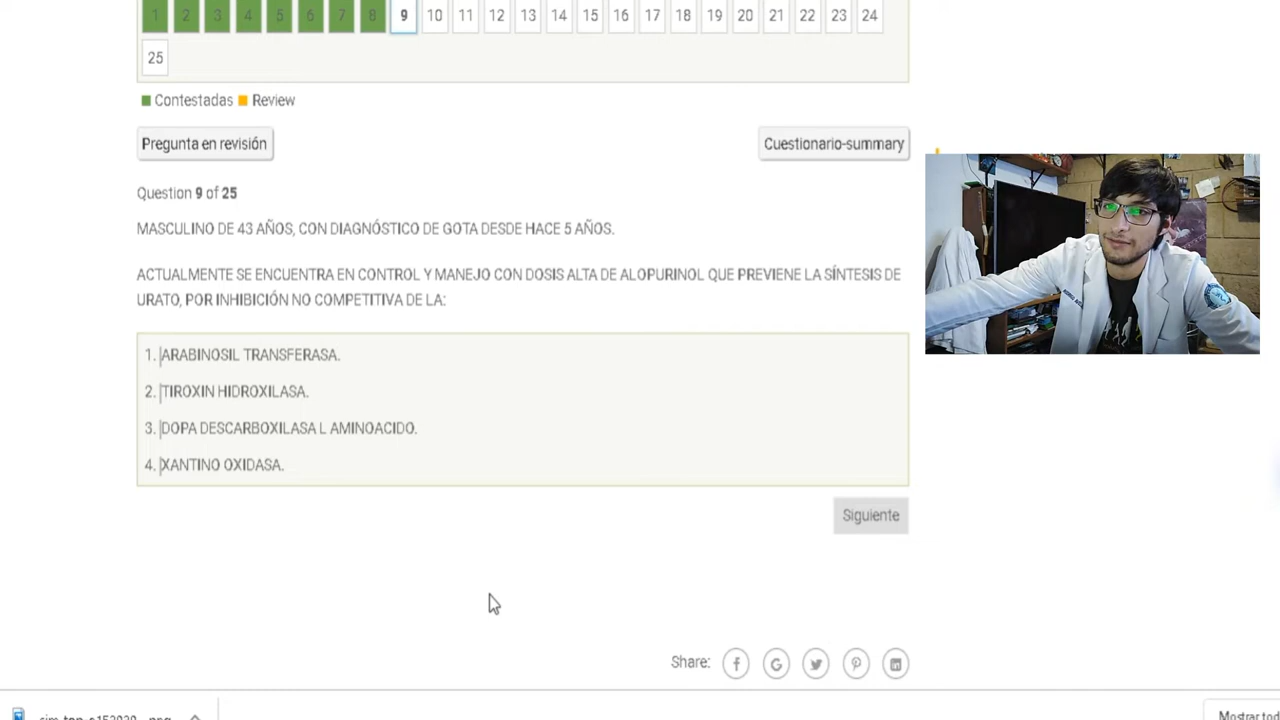 1 2 3 4 5 6 7 8 9 10 11 12 13 14 15 16 17 18 19 20 21 22 23 24
25
Contestadas Review
Pregunta en revisión
Cuestionario-summary
Question 9 of 25
MASCULINO DE 43 AÑOS, CON DIAGNÓSTICO DE GOTA DESDE HACE 5 AÑOS.
ACTUALMENTE SE ENCUENTRA EN CONTROL Y MANEJO CON DOSIS ALTA DE ALOPURINOL QUE PREVIENE LA SÍNTESIS DE
URATO, POR INHIBICIÓN NO COMPETITIVA DE LA:
1. ARABINOSIL TRANSFERASA.
2. TIROXIN HIDROXILASA.
3. DOPA DESCARBOXILASA L AMINOACIDO.
4. XANTINO OXIDASA.
Siguiente
Share:
Mostrar tod